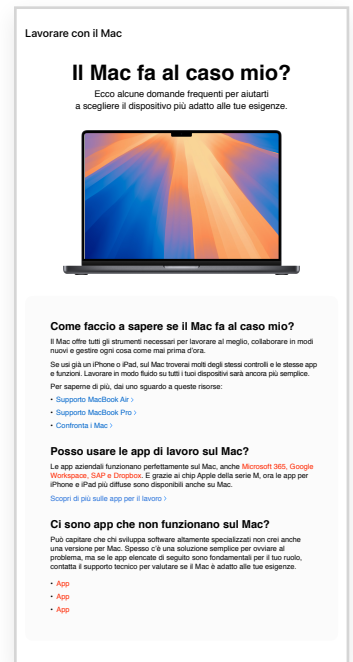 Lavorare con il Mac
Il Mac fa al caso mio?
Ecco alcune domande frequenti per aiutarti
a scegliere il dispositivo più adatto alle tue esigenze.
Come faccio a sapere se il Mac fa al caso mio?
Il Mac offre tutti gli strumenti necessari per lavorare al meglio, collaborare in modi
nuovi e gestire ogni cosa come mai prima d'ora.
Se usi già un iPhone o iPad, sul Mac troverai molti degli stessi controlli e le stesse app
e funzioni. Lavorare in modo fluido su tutti i tuoi dispositivi sarà ancora più semplice.
Per saperne di più, dai uno sguardo a queste risorse:
• Supporto MacBook Air ›
• Supporto MacBook Pro ›
• Confronta i Mac ›
Posso usare le app di lavoro sul Mac?
Le app aziendali funzionano perfettamente sul Mac, anche Microsoft 365, Google
Workspace, SAP e Dropbox. E grazie ai chip Apple della serie M, ora le app per
iPhone e iPad più diffuse sono disponibili anche su Mac.
Scopri di più sulle app per il lavoro ›
Ci sono app che non funzionano sul Mac?
Può capitare che chi sviluppa software altamente specializzati non crei anche
una versione per Mac. Spesso c'è una soluzione semplice per ovviare al
problema, ma se le app elencate di seguito sono fondamentali per il tuo ruolo,
contatta il supporto tecnico per valutare se il Mac è adatto alle tue esigenze.
• App
• App
• App